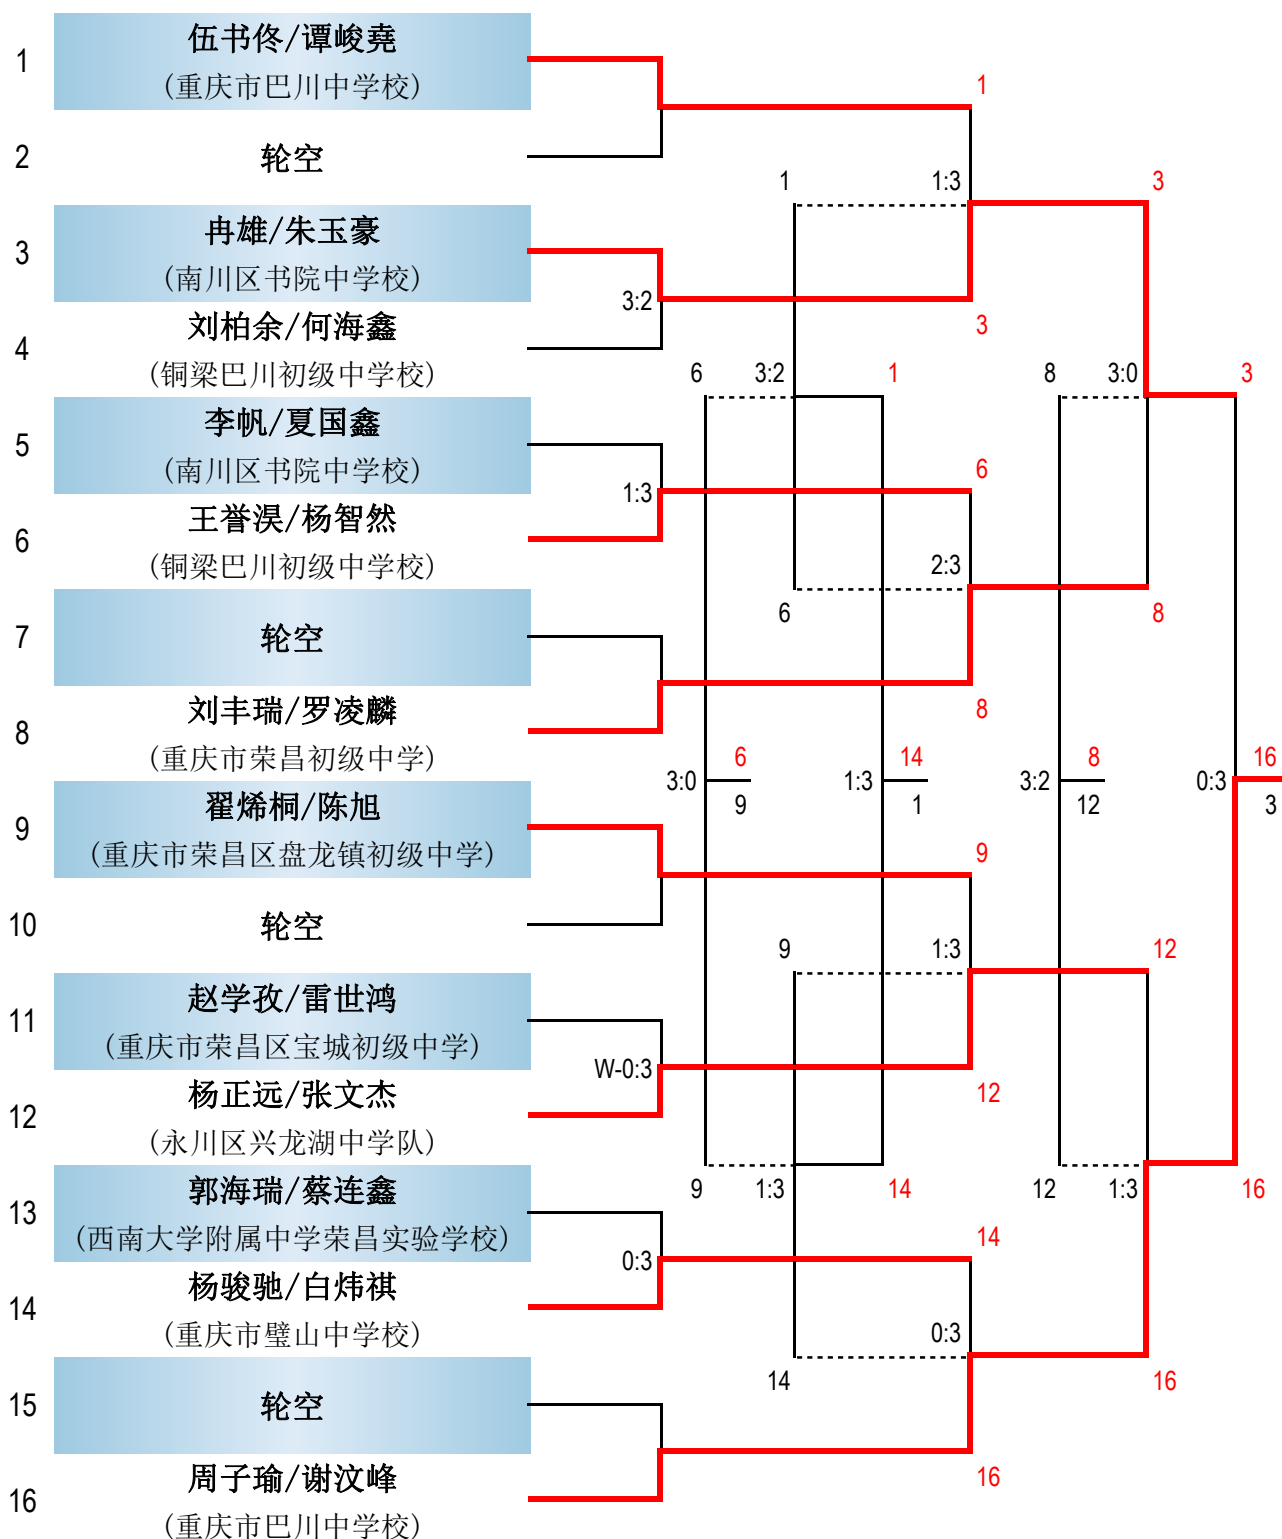 1
伍书佟/谭峻堯
(重庆市巴川中学校)
2
轮空
3
冉雄/朱玉豪
(南川区书院中学校)
4
刘柏余/何海鑫
(铜梁巴川初级中学校)
5
李帆/夏国鑫
(南川区书院中学校)
6
王誉淏/杨智然
(铜梁巴川初级中学校)
7
轮空
8
刘丰瑞/罗凌麟
(重庆市荣昌初级中学)
9
翟烯桐/陈旭
(重庆市荣昌区盘龙镇初级中学)
10
轮空
11
赵学孜/雷世鸿
(重庆市荣昌区宝城初级中学)
12
杨正远/张文杰
(永川区兴龙湖中学队)
13
郭海瑞/蔡连鑫
(西南大学附属中学荣昌实验学校)
14
杨骏驰/白炜祺
(重庆市璧山中学校)
15
轮空
16
周子瑜/谢汶峰
(重庆市巴川中学校)
3:2
1:3
W-0:3
0:3
1
1:3
3
6
2:3
8
9
1:3
12
14
0:3
16
3
3:0
8
12
1:3
16
3
0:3
16
16
3
1
3:2
6
1
9
1:3
14
14
1:3
14
1
6
9
3:0
6
9
8
12
3:2
8
12